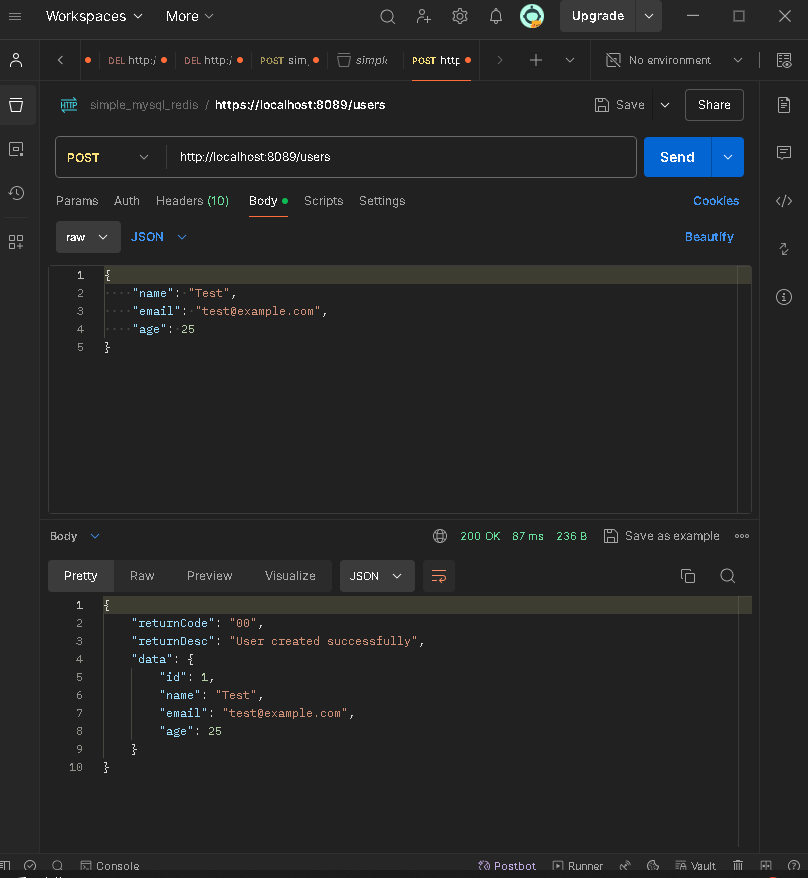 Workspaces More Upgrade
DEL http:/ DEL http:/ POST sim simple POST http No environment
HTTP simple_mysql_redis / https://localhost:8089/users Save Share
POST http://localhost:8089/users Send
Params Auth Headers (10) Body Scripts Settings Cookies
raw JSON Beautify
1 {
2 "name": "Test",
3 "email": "test@example.com",
4 "age": 25
5 }
Body 200 OK 87 ms 236 B Save as example
Pretty Raw Preview Visualize JSON
1 {
2 "returnCode": "00",
3 "returnDesc": "User created successfully",
4 "data": {
5 "id": 1,
6 "name": "Test",
7 "email": "test@example.com",
8 "age": 25
9 }
10 }
Console Postbot Runner Vault